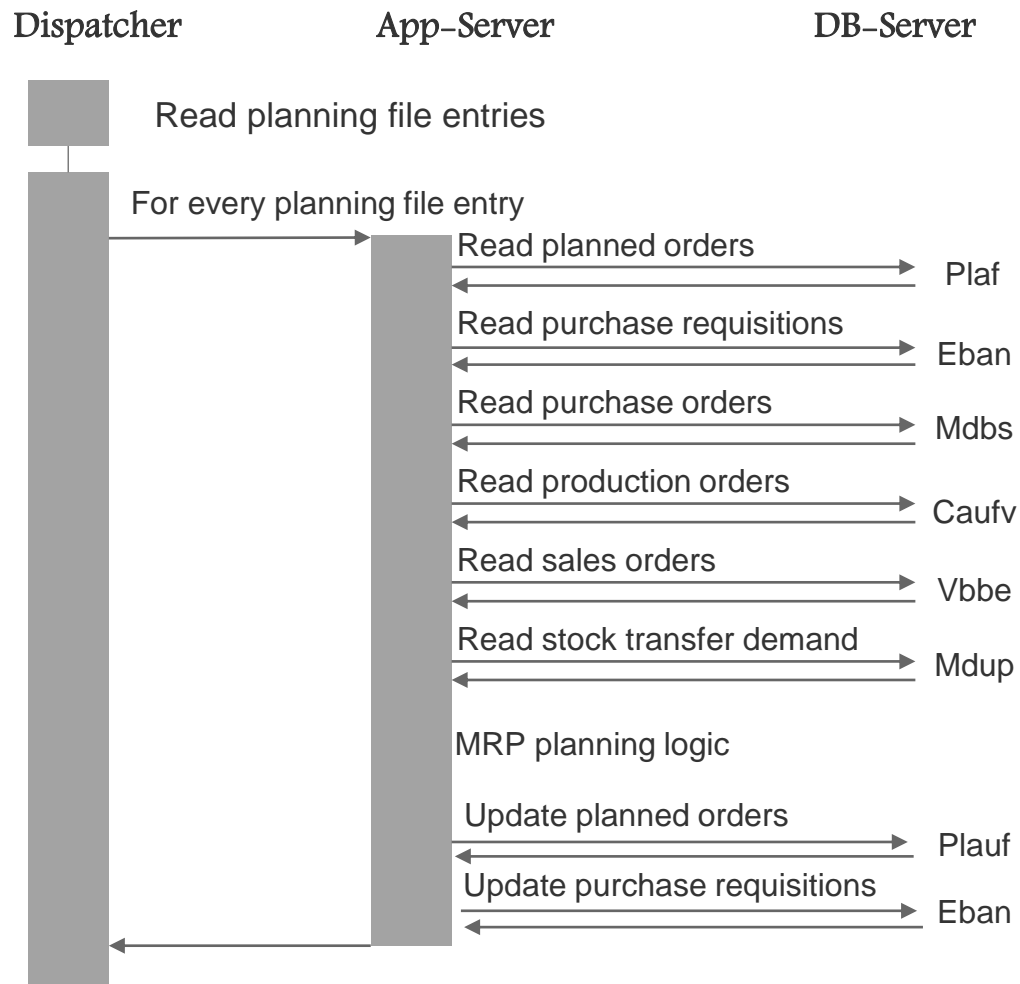 Dispatcher App-Server DB-Server
Read planning file entries
For every planning file entry
Read planned orders
Plaf
Read purchase requisitions
Eban
Read purchase orders
Mdbs
Read production orders
Caufv
Read sales orders
Vbbe
Read stock transfer demand
Mdup
MRP planning logic
Update planned orders
Plauf
Update purchase requisitions
Eban